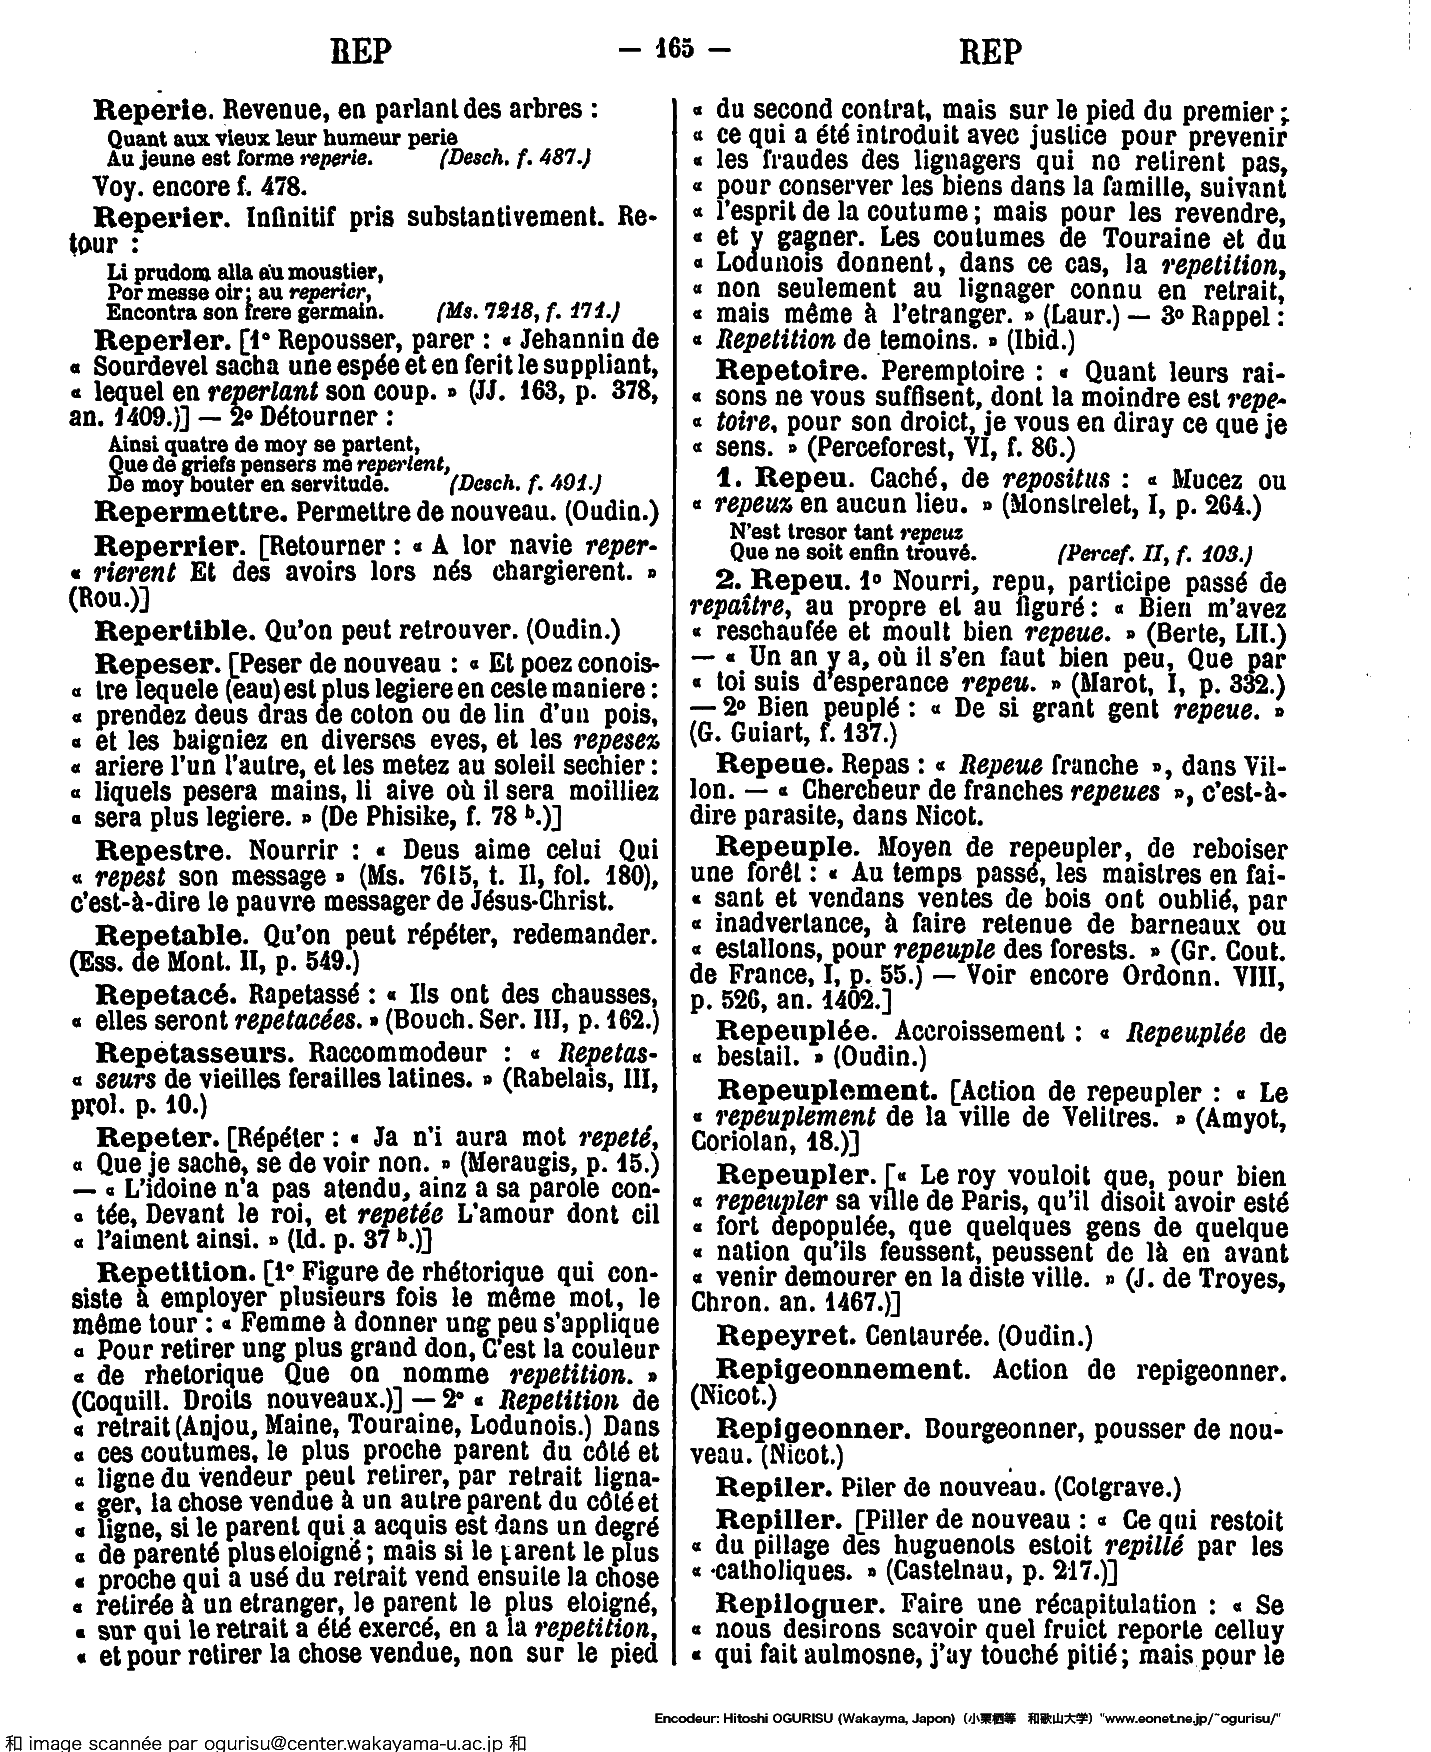 REP — 165 — REP
Reperie. Revenue, en parlant des arbres :
Quant aux vieux leur humeur perie
Au jeune est forme reperie. (Desch. f. 487.)
Voy. encore f. 478.
Reperier. Infinitif pris substantivement. Re-
tour :
Li prudom alla au moustier,
Por messe oir ; au reperier,
Encontra son frere germain. (Ms. 7218, f. 171.)
Reperler. [1° Repousser, parer : « Jehannin de
« Sourdevel sacha une espée et en ferit le suppliant,
« lequel en reperlant son coup. » (JJ. 163, p. 378,
an. 1409.)] — 2° Détourner :
Ainsi quatre de moy se partent,
Que de griefs pensers me reperlent,
De moy bouter en servitude. (Desch. f. 491.)
Repermettre. Permettre de nouveau. (Oudin.)
Reperrier. [Retourner : « A lor navie reper-
« rierent Et des avoirs lors nés chargierent. »
(Rou.)]
Repertible. Qu'on peut retrouver. (Oudin.)
Repeser. [Peser de nouveau : « Et poez conois-
« tre lequele (eau) est plus legiere en ceste maniere :
« prendez deus dras de coton ou de lin d'un pois,
« et les baigniez en diverses eves, et les repesez
« ariere l'un l'autre, et les metez au soleil sechier :
« liquels pesera mains, li aive où il sera moilliez
« sera plus legiere. » (De Phisike, f. 78 b.)]
Repestre. Nourrir : « Deus aime celui Qui
« repest son message » (Ms. 7615, t. II, fol. 180),
c'est-à-dire le pauvre messager de Jésus-Christ.
Repetable. Qu'on peut répéter, redemander.
(Ess. de Mont. II, p. 549.)
Repetacé. Rapetassé : « Ils ont des chausses,
« elles seront repetacées. » (Bouch. Ser. III, p. 162.)
Repetasseurs. Raccommodeur : « Repetas-
« seurs de vieilles ferailles latines. » (Rabelais, III,
prol. p. 10.)
Repeter. [Répéter : « Ja n'i aura mot repeté,
« Que je sache, se de voir non. » (Meraugis, p. 15.)
— « L'idoine n'a pas atendu, ainz a sa parole con-
« tée, Devant le roi, et repetée L'amour dont cil
« l'aiment ainsi. » (Id. p. 37 b.)]
Repetition. [1° Figure de rhétorique qui con-
siste à employer plusieurs fois le même mot, le
même tour : « Femme à donner ung peu s'applique
« Pour retirer ung plus grand don, C'est la couleur
« de rhetorique Que on nomme repetition. »
(Coquill. Droits nouveaux.)] — 2° « Repetition de
« retrait (Anjou, Maine, Touraine, Lodunois.) Dans
« ces coutumes, le plus proche parent du côté et
« ligne du vendeur peut retirer, par retrait ligna-
« ger, la chose vendue à un autre parent du côté et
« ligne, si le parent qui a acquis est dans un degré
« de parenté plus eloigné ; mais si le parent le plus
« proche qui a usé du retrait vend ensuite la chose
« retirée à un etranger, le parent le plus eloigné,
« sur qui le retrait a été exercé, en a la repetition,
« et pour retirer la chose vendue, non sur le pied
« du second contrat, mais sur le pied du premier ;
« ce qui a été introduit avec justice pour prevenir
« les fraudes des lignagers qui ne retirent pas,
« pour conserver les biens dans la famille, suivant
« l'esprit de la coutume ; mais pour les revendre,
« et y gagner. Les coutumes de Touraine et du
« Lodunois donnent, dans ce cas, la repetition,
« non seulement au lignager connu en retrait,
« mais même à l'etranger. » (Laur.) — 3° Rappel :
« Repetition de temoins. » (Ibid.)
Repetoire. Peremptoire : « Quant leurs rai-
« sons ne vous suffisent, dont la moindre est repe-
« toire, pour son droict, je vous en diray ce que je
« sens. » (Perceforest, VI, f. 86.)
1. Repeu. Caché, de repositus : « Mucez ou
« repeuz en aucun lieu. » (Monstrelet, I, p. 264.)
N'est tresor tant repeuz
Que ne soit enfin trouvé. (Percef. II, f. 103.)
2. Repeu. 1° Nourri, repu, participe passé de
repaître, au propre et au figuré : « Bien m'avez
« reschaufée et moult bien repeue. » (Berte, LII.)
— « Un an y a, où il s'en faut bien peu, Que par
« toi suis d'esperance repeu. » (Marot, I, p. 332.)
— 2° Bien peuplé : « De si grant gent repeue. »
(G. Guiart, f. 137.)
Repeue. Repas : « Repeue franche », dans Vil-
lon. — « Chercheur de franches repeues », c'est-à-
dire parasite, dans Nicot.
Repeuple. Moyen de repeupler, de reboiser
une forêt : « Au temps passé, les maistres en fai-
« sant et vendans ventes de bois ont oublié, par
« inadvertance, à faire retenue de barneaux ou
« estallons, pour repeuple des forests. » (Gr. Cout.
de France, I, p. 55.) — Voir encore Ordonn. VIII,
p. 526, an. 1402.]
Repeuplée. Accroissement : « Repeuplée de
« bestail. » (Oudin.)
Repeuplement. [Action de repeupler : « Le
« repeuplement de la ville de Velitres. » (Amyot,
Coriolan, 18.)]
Repeupler. [« Le roy vouloit que, pour bien
« repeupler sa ville de Paris, qu'il disoit avoir esté
« fort depopulée, que quelques gens de quelque
« nation qu'ils feussent, peussent de là en avant
« venir demourer en la diste ville. » (J. de Troyes,
Chron. an. 1467.)]
Repeyret. Centaurée. (Oudin.)
Repigeonnement. Action de repigeonner.
(Nicot.)
Repigeonner. Bourgeonner, pousser de nou-
veau. (Nicot.)
Repiler. Piler de nouveau. (Cotgrave.)
Repiller. [Piller de nouveau : « Ce qui restoit
« du pillage des huguenots estoit repillé par les
« catholiques. » (Castelnau, p. 217.)]
Repiloguer. Faire une récapitulation : « Se
« nous desirons scavoir quel fruict reporte celluy
« qui fait aulmosne, j'ay touché pitié ; mais pour le
Encodeur: Hitoshi OGURISU (Wakayma, Japon) (小栗栖等 和歌山大学) "www.eonet.ne.jp/~ogurisu/"
和 image scannée par ogurisu@center.wakayama-u.ac.jp 和